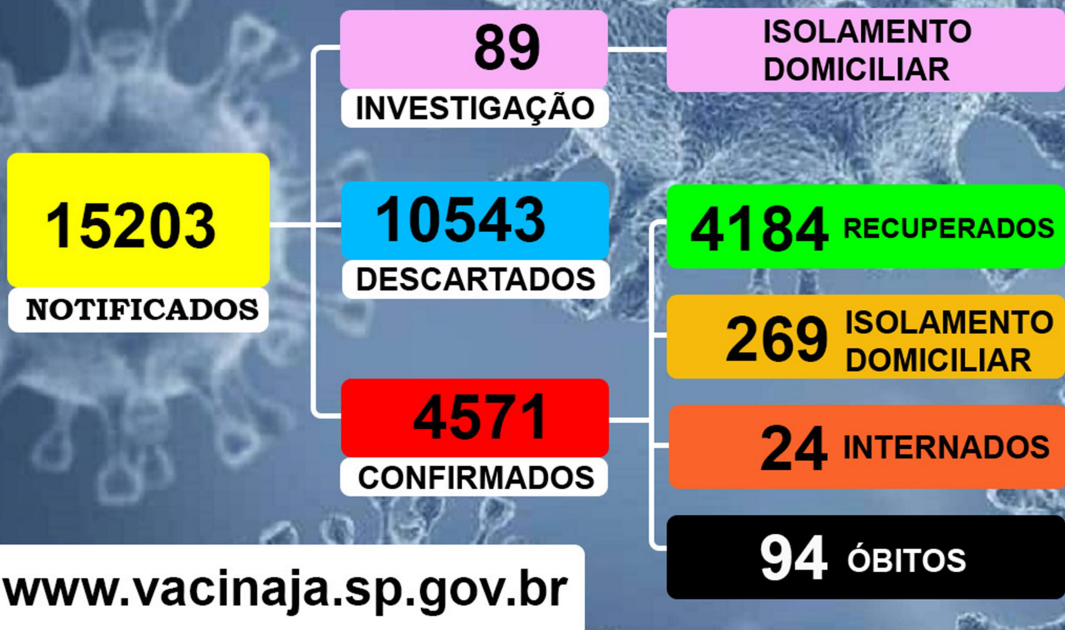 15203
NOTIFICADOS
89
INVESTIGAÇÃO
ISOLAMENTO
DOMICILIAR
10543
DESCARTADOS
4571
CONFIRMADOS
4184 RECUPERADOS
269 ISOLAMENTO
DOMICILIAR
24 INTERNADOS
94 ÓBITOS
www.vacinaja.sp.gov.br